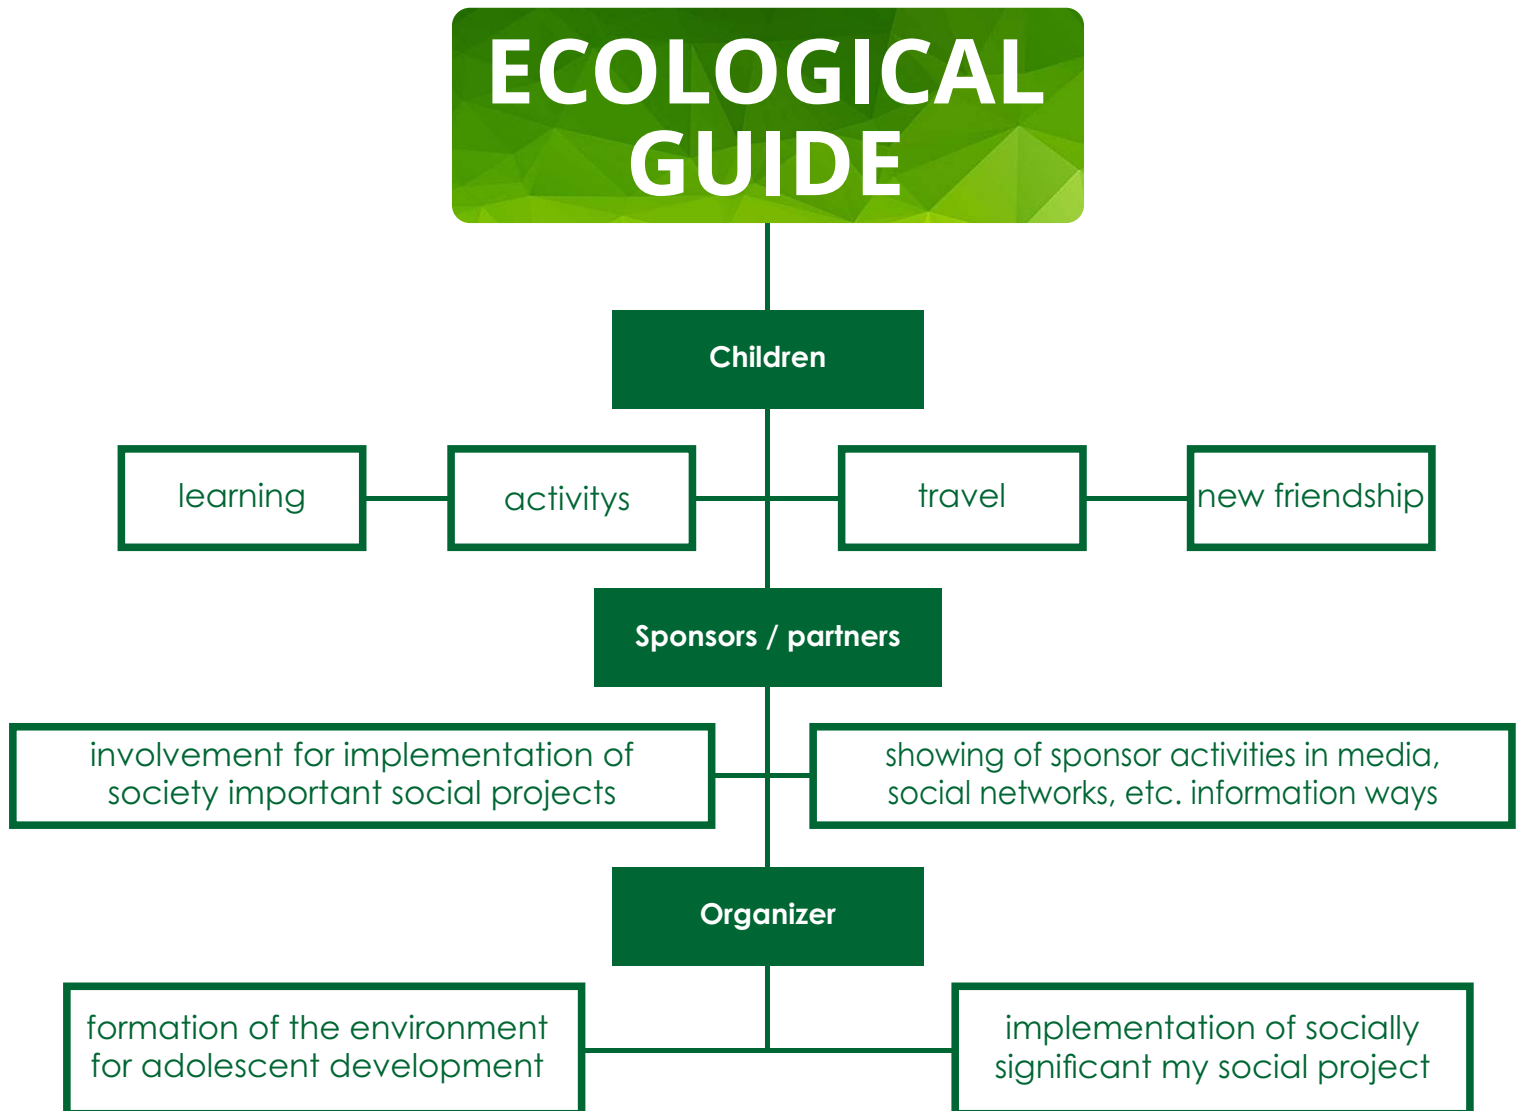 ECOLOGICAL
GUIDE
Children
learning
activitys
travel
new friendship
Sponsors / partners
involvement for implementation of
society important social projects
showing of sponsor activities in media,
social networks, etc. information ways
Organizer
formation of the environment
for adolescent development
implementation of socially
significant my social project